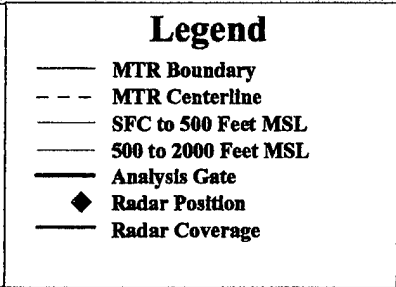 Legend
MTR Boundary
MTR Centerline
SFC to 500 Feet MSL
500 to 2000 Feet MSL
Analysis Gate
Radar Position
Radar Coverage